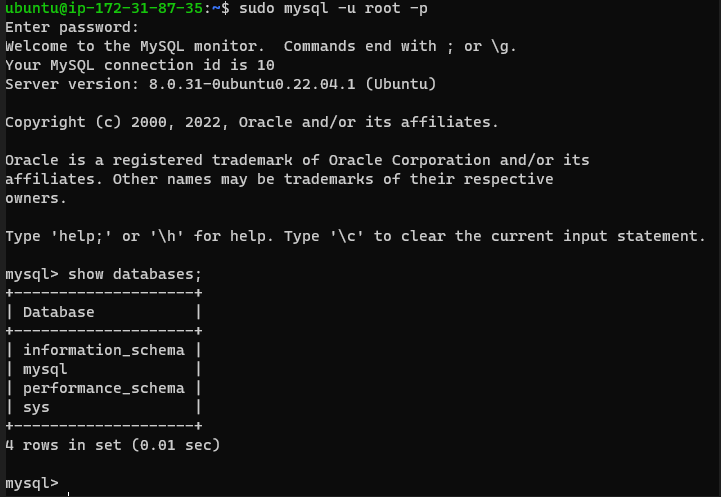 ubuntu@ip-172-31-87-35:~$ sudo mysql -u root -p
Enter password:
Welcome to the MySQL monitor.  Commands end with ; or \g.
Your MySQL connection id is 10
Server version: 8.0.31-0ubuntu0.22.04.1 (Ubuntu)
Copyright (c) 2000, 2022, Oracle and/or its affiliates.
Oracle is a registered trademark of Oracle Corporation and/or its
affiliates. Other names may be trademarks of their respective
owners.
Type 'help;' or '\h' for help. Type '\c' to clear the current input statement.
mysql> show databases;
+--------------------+
| Database           |
+--------------------+
| information_schema |
| mysql              |
| performance_schema |
| sys                |
+--------------------+
4 rows in set (0.01 sec)
mysql>